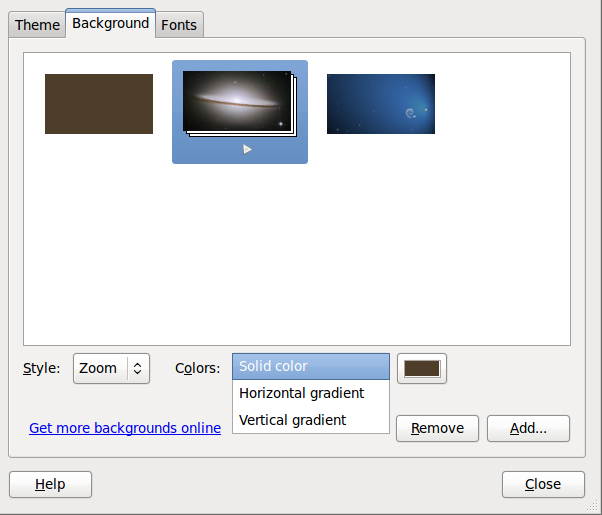 Theme Background Fonts
Style: Zoom Colors: Solid color
Horizontal gradient
Vertical gradient
Get more backgrounds online Remove Add...
Help Close